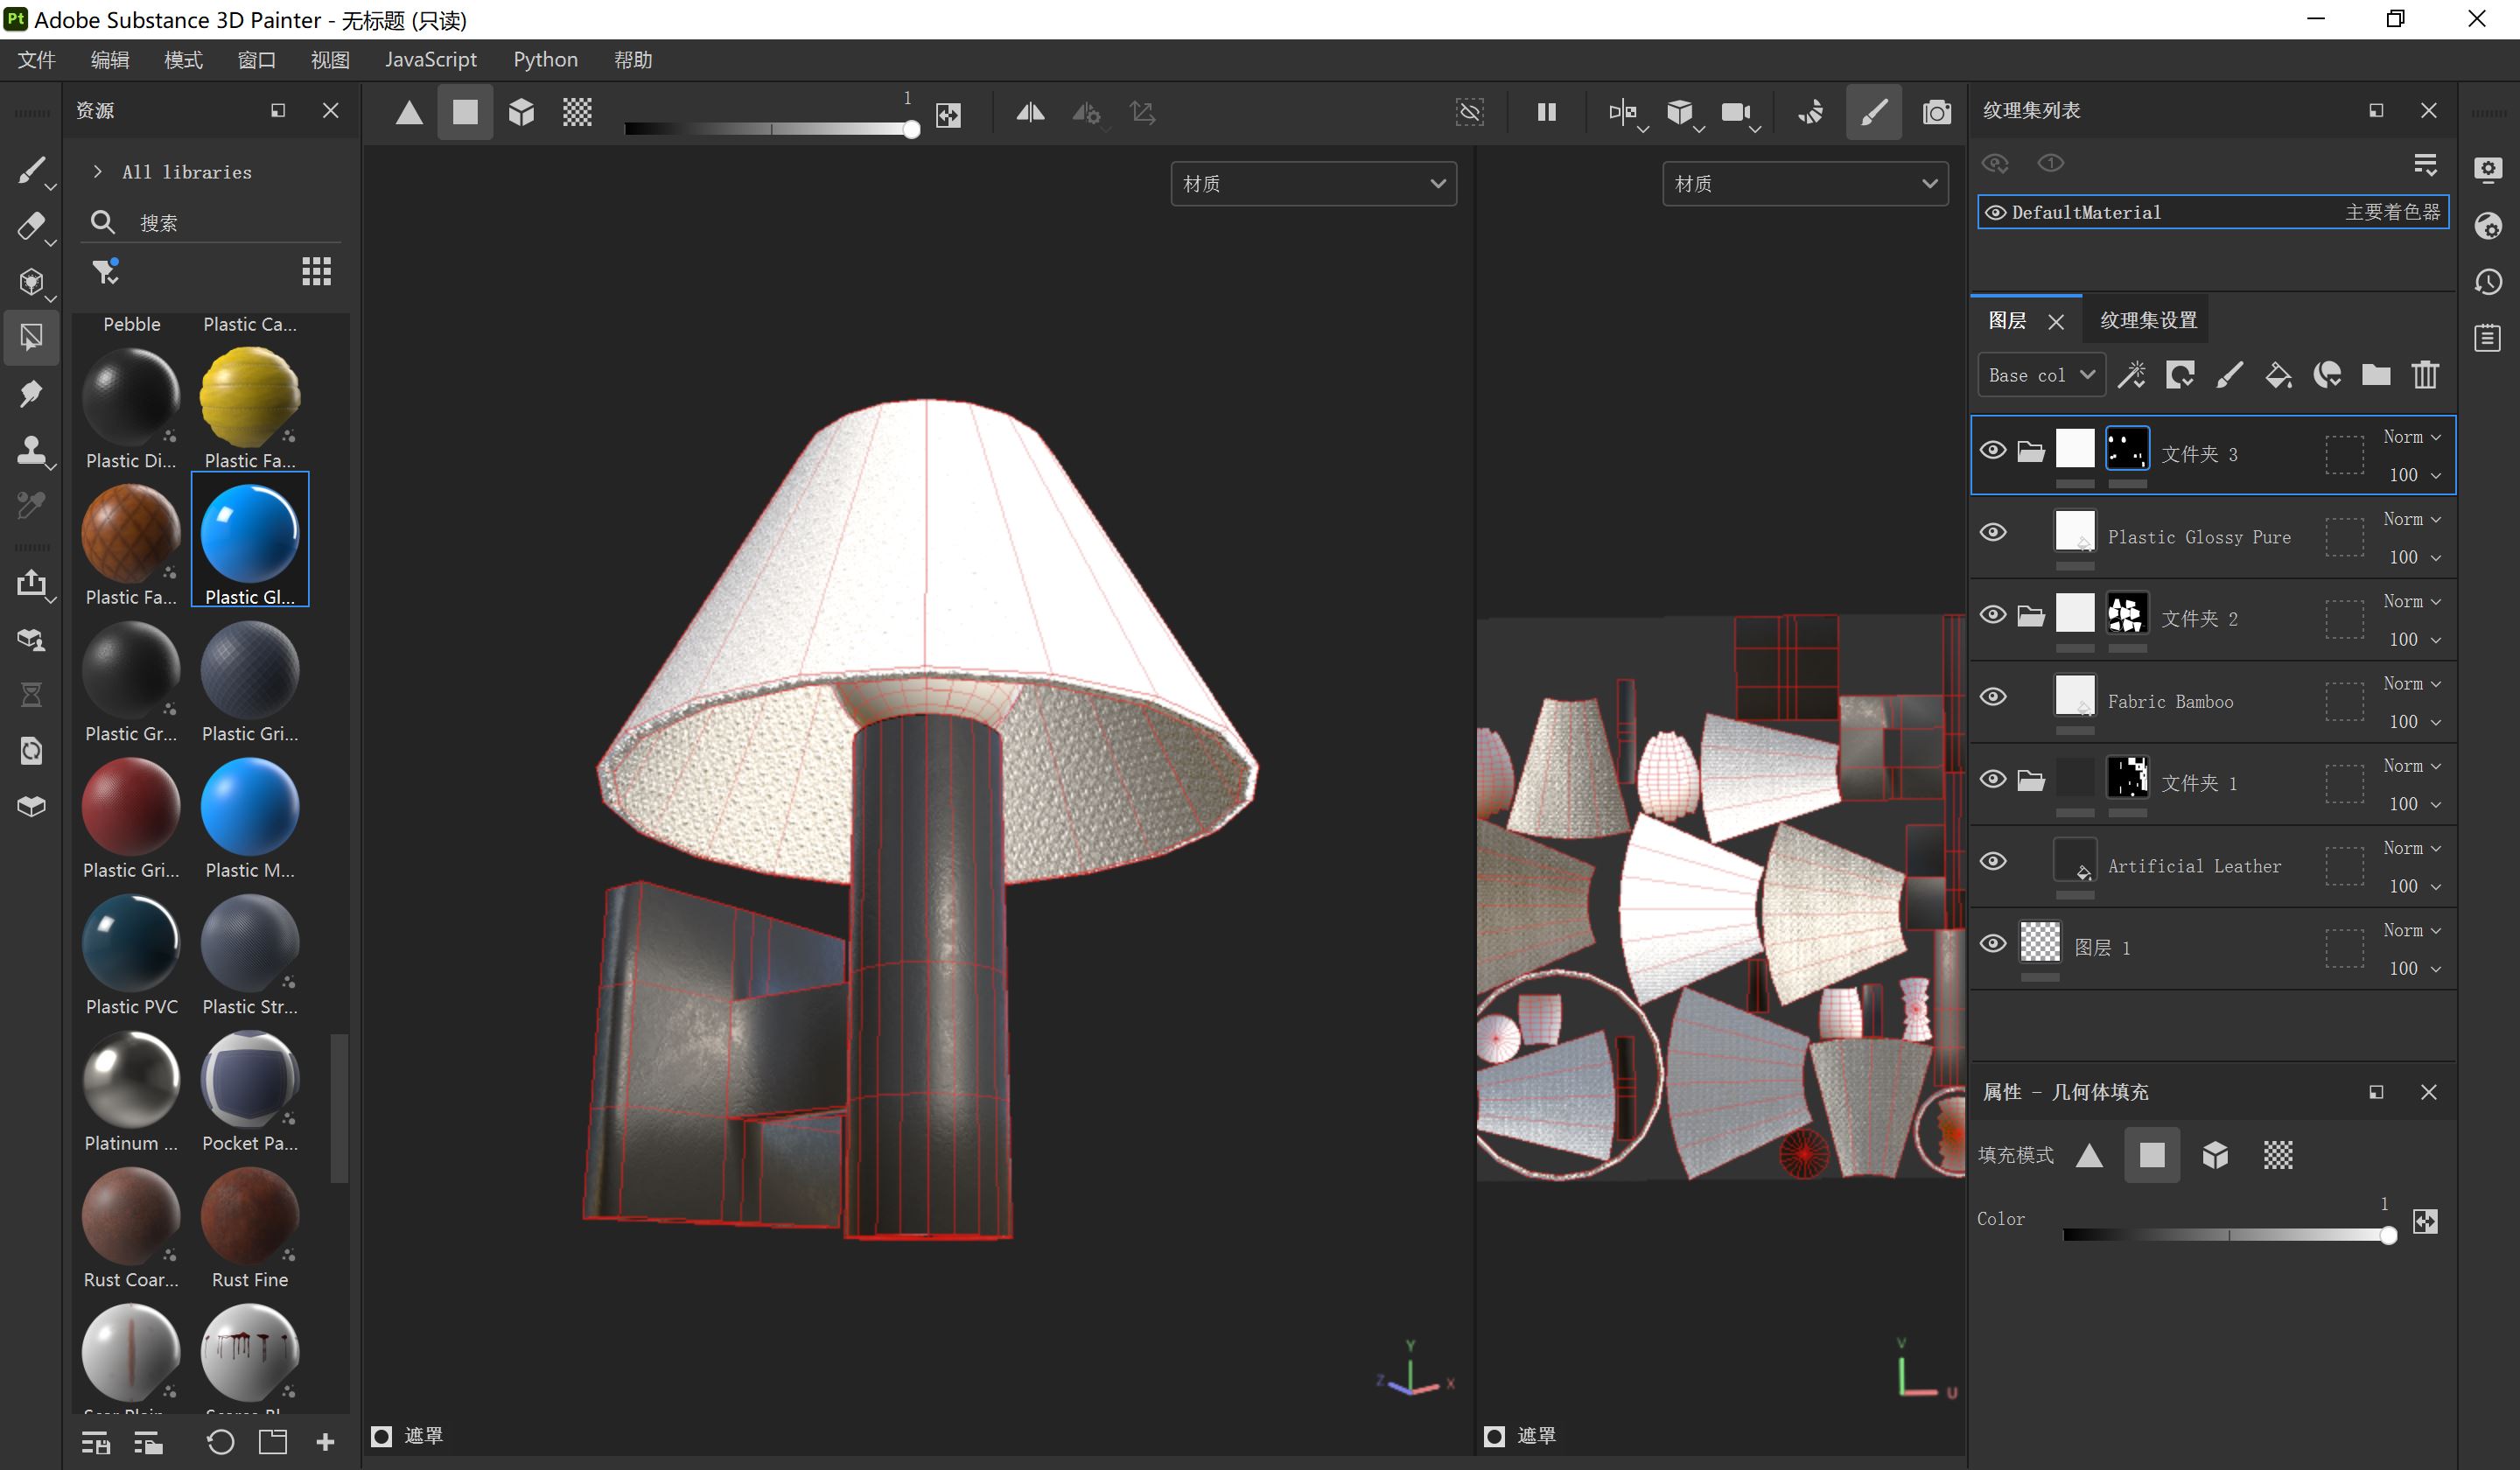 Pt Adobe Substance 3D Painter - 无标题 (只读)
文件 编辑 模式 窗口 视图 JavaScript Python 帮助
资源
All libraries
搜索
Pebble Plastic Ca...
Plastic Di... Plastic Fa...
Plastic Fa... Plastic Gl...
Plastic Gr... Plastic Gri...
Plastic Gri... Plastic M...
Plastic PVC Plastic Str...
Platinum ... Pocket Pa...
Rust Coar... Rust Fine
1
材质
材质
Y
Z X
V
U
遮罩
遮罩
纹理集列表
1
DefaultMaterial 主要着色器
图层 纹理集设置
Base col
文件夹 3 Norm
100
Plastic Glossy Pure Norm
100
文件夹 2 Norm
100
Fabric Bamboo Norm
100
文件夹 1 Norm
100
Artificial Leather Norm
100
图层 1 Norm
100
属性 - 几何体填充
填充模式
Color 1